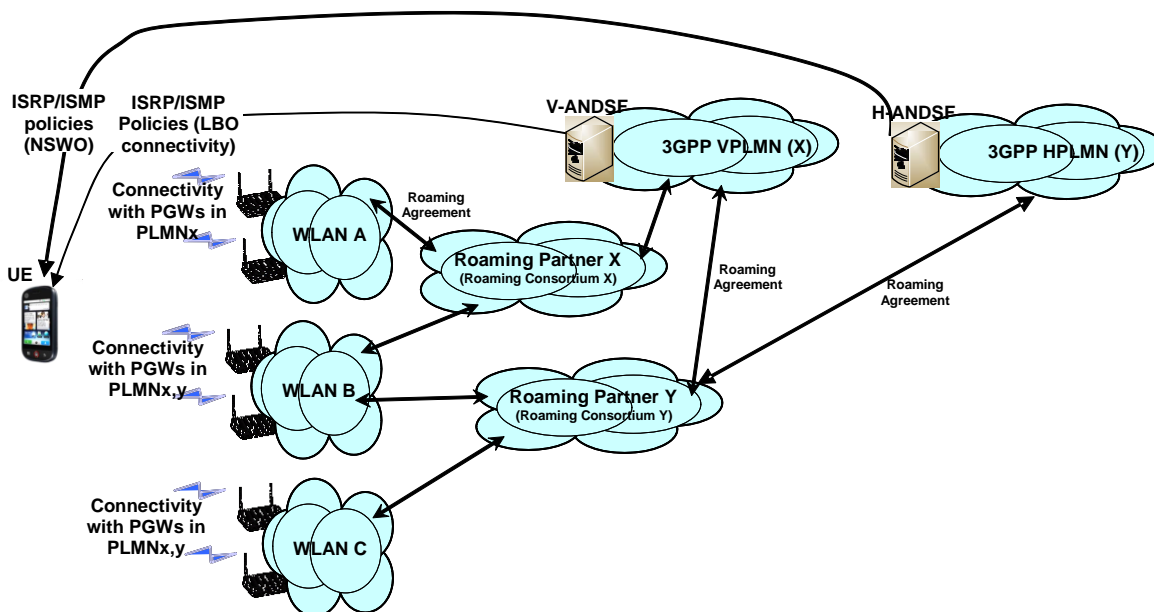 ISRP/ISMP
policies
(NSWO)
ISRP/ISMP
Policies (LBO
connectivity)
V-ANDSF
3GPP VPLMN (X)
H-ANDSF
3GPP HPLMN (Y)
Connectivity
with PGWs in
PLMNx
WLAN A
Roaming
Agreement
Roaming Partner X
(Roaming Consortium X)
UE
Roaming
Agreement
Roaming
Agreement
Connectivity
with PGWs in
PLMNx,y
WLAN B
Roaming Partner Y
(Roaming Consortium Y)
Connectivity
with PGWs in
PLMNx,y
WLAN C